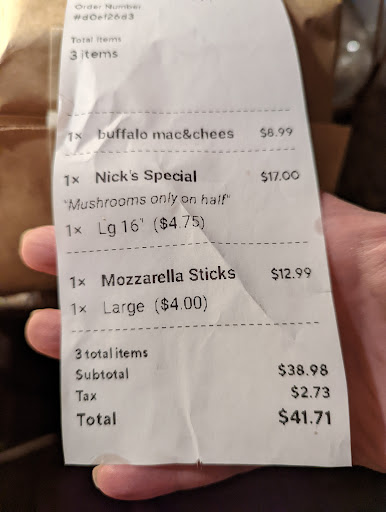 Order Number
#d0ef26d3
Total Items
3 items
1x buffalo mac&chees $8.99
1x Nick's Special $17.00
"Mushrooms only on half"
1x Lg 16" ($4.75)
1x Mozzarella Sticks $12.99
1x Large ($4.00)
3 total items
Subtotal $38.98
Tax $2.73
Total $41.71